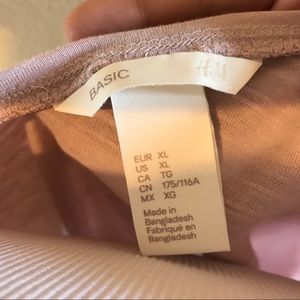 BASIC
H&M
EUR XL
US XL
CA TG
CN 175/116A
MX XG
Made in
Bangladesh
Fabriqué en
Bangladesh